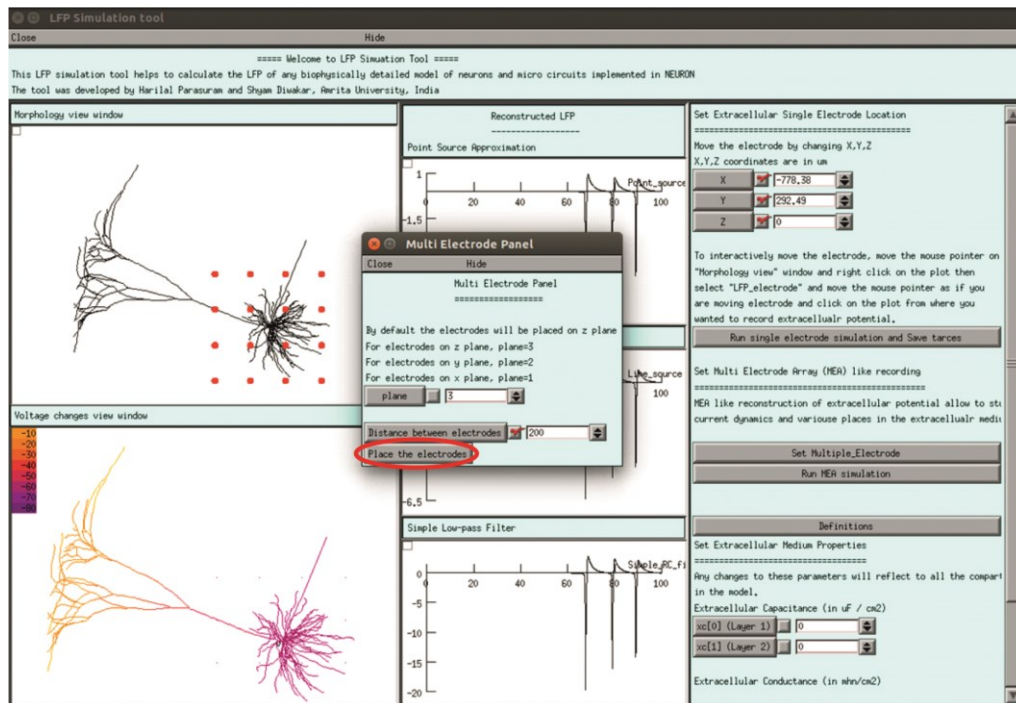 LFP Simulation tool
Close Hide
===== Welcome to LFP Simuation Tool =====
This LFP simulation tool helps to calculate the LFP of any biophysically detailed model of neurons and micro circuits implemented in NEURON
The tool was developed by Harilal Parasuram and Shyam Diwakar, Amrita University, India
Morphology view window
Reconstructed LFP
------------------
Point Source Approximation
1
Point_source
0 20 40 60 80 100
-1.5
Multi Electrode Panel
Close Hide
Multi Electrode Panel
==================
By default the electrodes will be placed on z plane
For electrodes on z plane, plane=3
For electrodes on y plane, plane=2
For electrodes on x plane, plane=1
plane 3
Distance between electrodes 200
Place the electrodes
Line_source
100
-6.5
Voltage changes view window
-10
-20
-30
-40
-50
-60
-70
-80
Simple Low-pass Filter
Simple_RC_fi
0
0 20 40 60 80 100
-5
-10
-15
-20
Set Extracellular Single Electrode Location
============================================
Move the electrode by changing X,Y,Z
X,Y,Z coordinates are in um
X -778.38
Y 292.49
Z 0
To interactively move the electrode, move the mouse pointer on
"Morphology view" window and right click on the plot then
select "LFP_electrode" and move the mouse pointer as if you
are moving electrode and click on the plot from where you
wanted to record extracellualr potential.
Run single electrode simulation and Save tarces
Set Multi Electrode Array (MEA) like recording
===============================================
MEA like reconstruction of extracellular potential allow to stu
current dynamics and variouse places in the extracellualr mediu
Set Multiple_Electrode
Run MEA simulation
Definitions
Set Extracellular Medium Properties
===================================
Any changes to these parameters will reflect to all the compart
in the model.
Extracellular Capacitance (in uF / cm2)
xc[0] (Layer 1) 0
xc[1] (Layer 2) 0
Extracellular Conductance (in mhn/cm2)